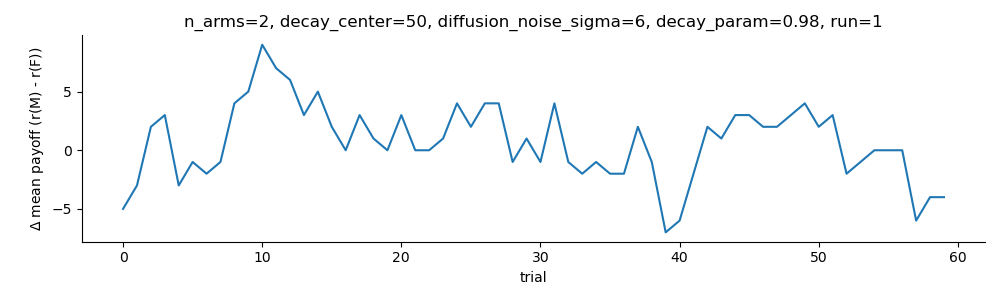 n_arms=2, decay_center=50, diffusion_noise_sigma=6, decay_param=0.98, run=1
Δ mean payoff (r(M) - r(F))
5
0
−5
0 10 20 30 40 50 60
trial